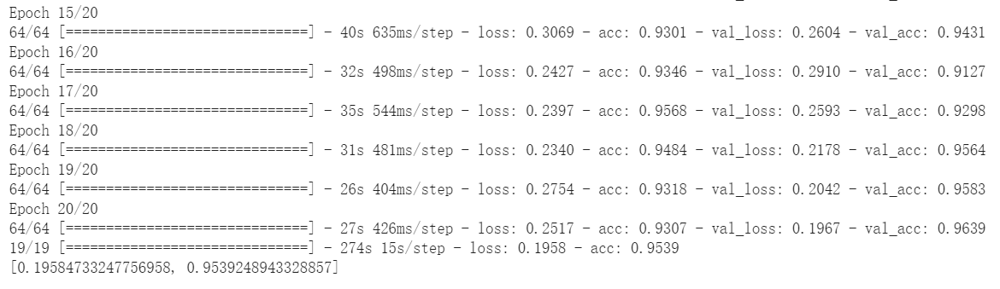 Epoch 15/20
64/64 [==============================] - 40s 635ms/step - loss: 0.3069 - acc: 0.9301 - val_loss: 0.2604 - val_acc: 0.9431
Epoch 16/20
64/64 [==============================] - 32s 498ms/step - loss: 0.2427 - acc: 0.9346 - val_loss: 0.2910 - val_acc: 0.9127
Epoch 17/20
64/64 [==============================] - 35s 544ms/step - loss: 0.2397 - acc: 0.9568 - val_loss: 0.2593 - val_acc: 0.9298
Epoch 18/20
64/64 [==============================] - 31s 481ms/step - loss: 0.2340 - acc: 0.9484 - val_loss: 0.2178 - val_acc: 0.9564
Epoch 19/20
64/64 [==============================] - 26s 404ms/step - loss: 0.2754 - acc: 0.9318 - val_loss: 0.2042 - val_acc: 0.9583
Epoch 20/20
64/64 [==============================] - 27s 426ms/step - loss: 0.2517 - acc: 0.9307 - val_loss: 0.1967 - val_acc: 0.9639
19/19 [==============================] - 274s 15s/step - loss: 0.1958 - acc: 0.9539
[0.19584733247756958, 0.9539248943328857]